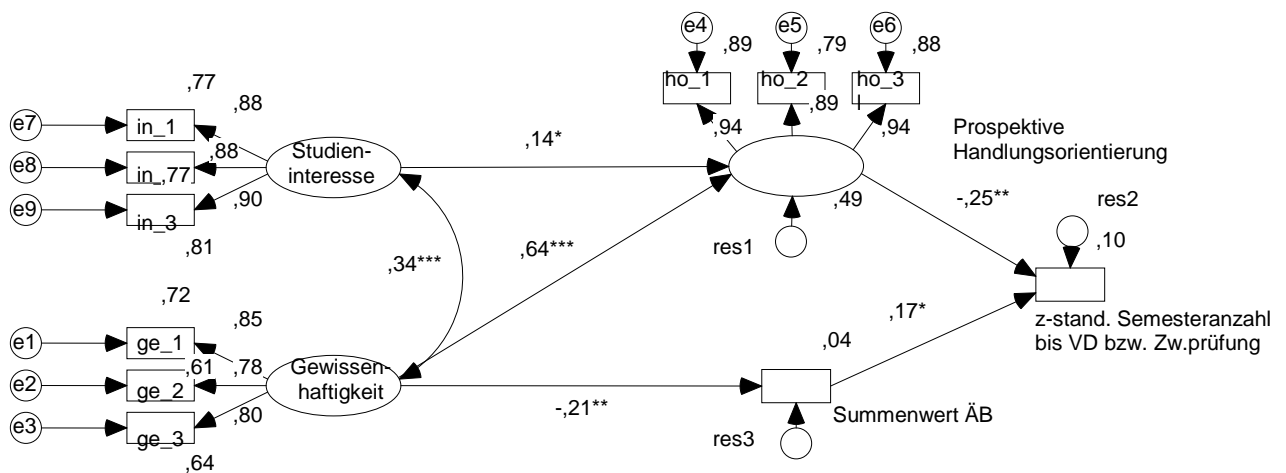 e4
e5
e6
,89
,79
,88
ho_1
ho_2
ho_3
,94
,89
,94
,77
,88
e7
in_1
e8
in_
,77
,88
e9
in_3
,90
,81
Studien-
interesse
,14*
Prospektive
Handlungsorientierung
,49
-,25**
res1
res2
,10
,64***
,34***
,72
,85
e1
ge_1
,61
,78
e2
ge_2
e3
ge_3
,80
,64
Gewissen-
haftigkeit
-,21**
,04
,17*
z-stand. Semesteranzahl
bis VD bzw. Zw.prüfung
Summenwert ÄB
res3